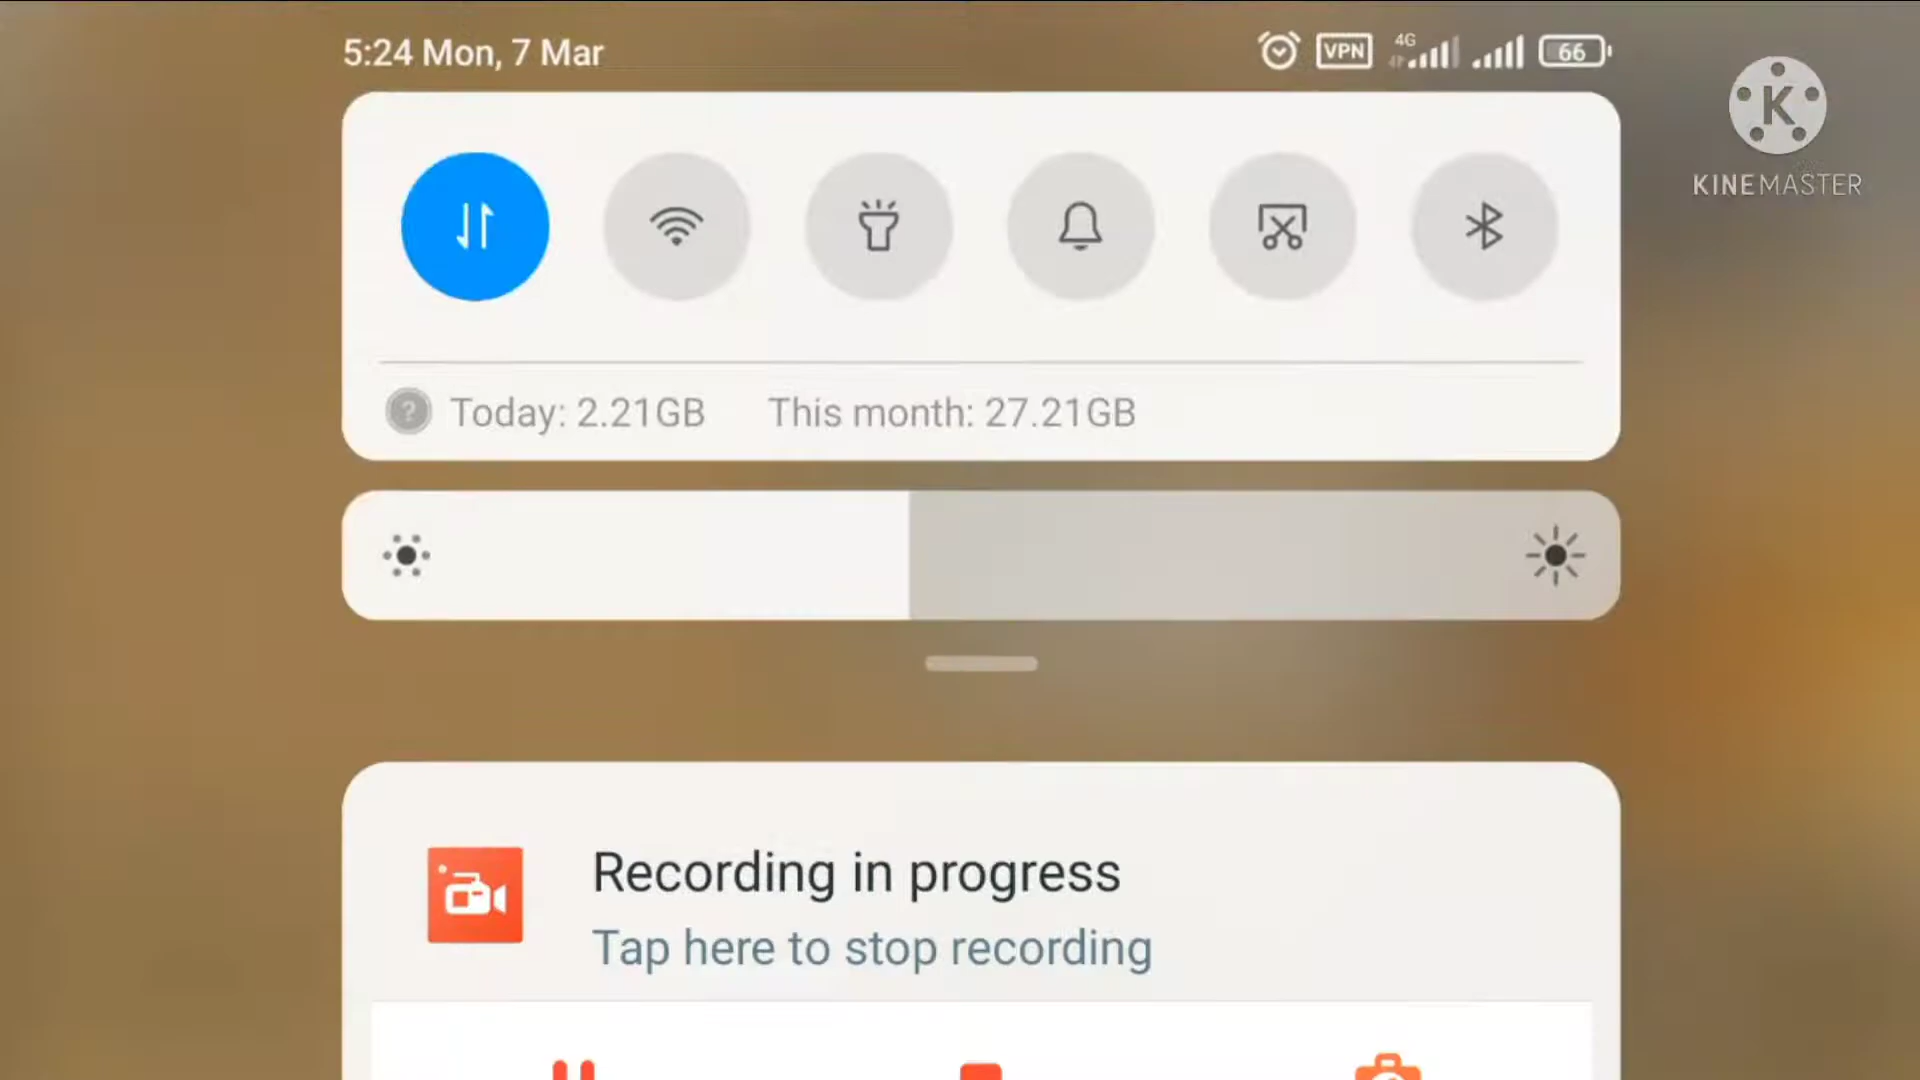 5:24 Mon, 7 Mar
VPN
4G
66
K
KINEMASTER
? Today: 2.21GB This month: 27.21GB
Recording in progress
Tap here to stop recording